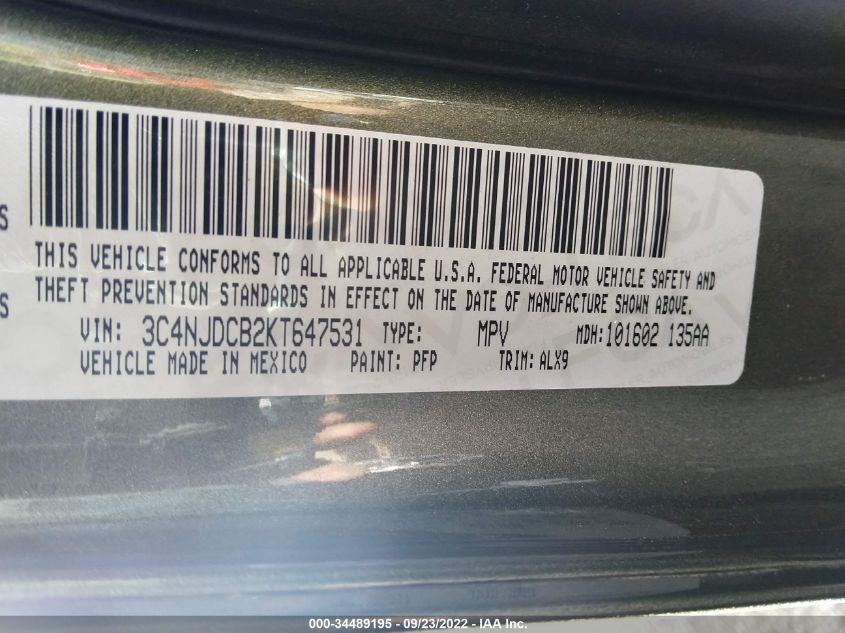 S
THIS VEHICLE CONFORMS TO ALL APPLICABLE U.S.A. FEDERAL MOTOR VEHICLE SAFETY AND
S
THEFT PREVENTION STANDARDS IN EFFECT ON THE DATE OF MANUFACTURE SHOWN ABOVE.
VIN: 3C4NJDCB2KT647531 TYPE: MPV MDH:101602 135AA
VEHICLE MADE IN MEXICO PAINT: PFP TRIM:ALX9
000-34489195 - 09/23/2022 - IAA Inc.